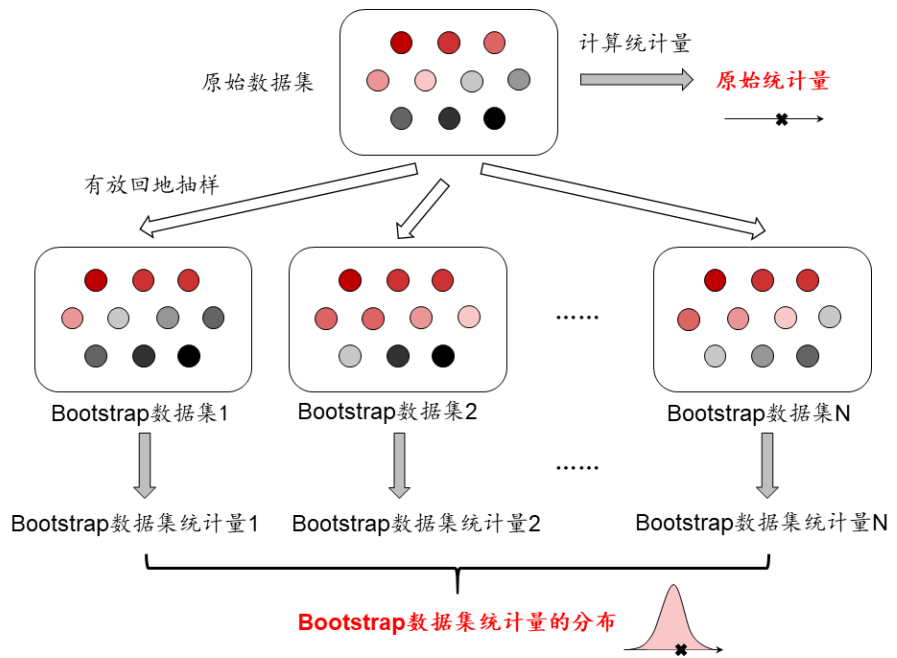 计算统计量
原始数据集
原始统计量
有放回地抽样
……
Bootstrap数据集1
Bootstrap数据集2
Bootstrap数据集N
……
Bootstrap数据集统计量1
Bootstrap数据集统计量2
Bootstrap数据集统计量N
Bootstrap数据集统计量的分布